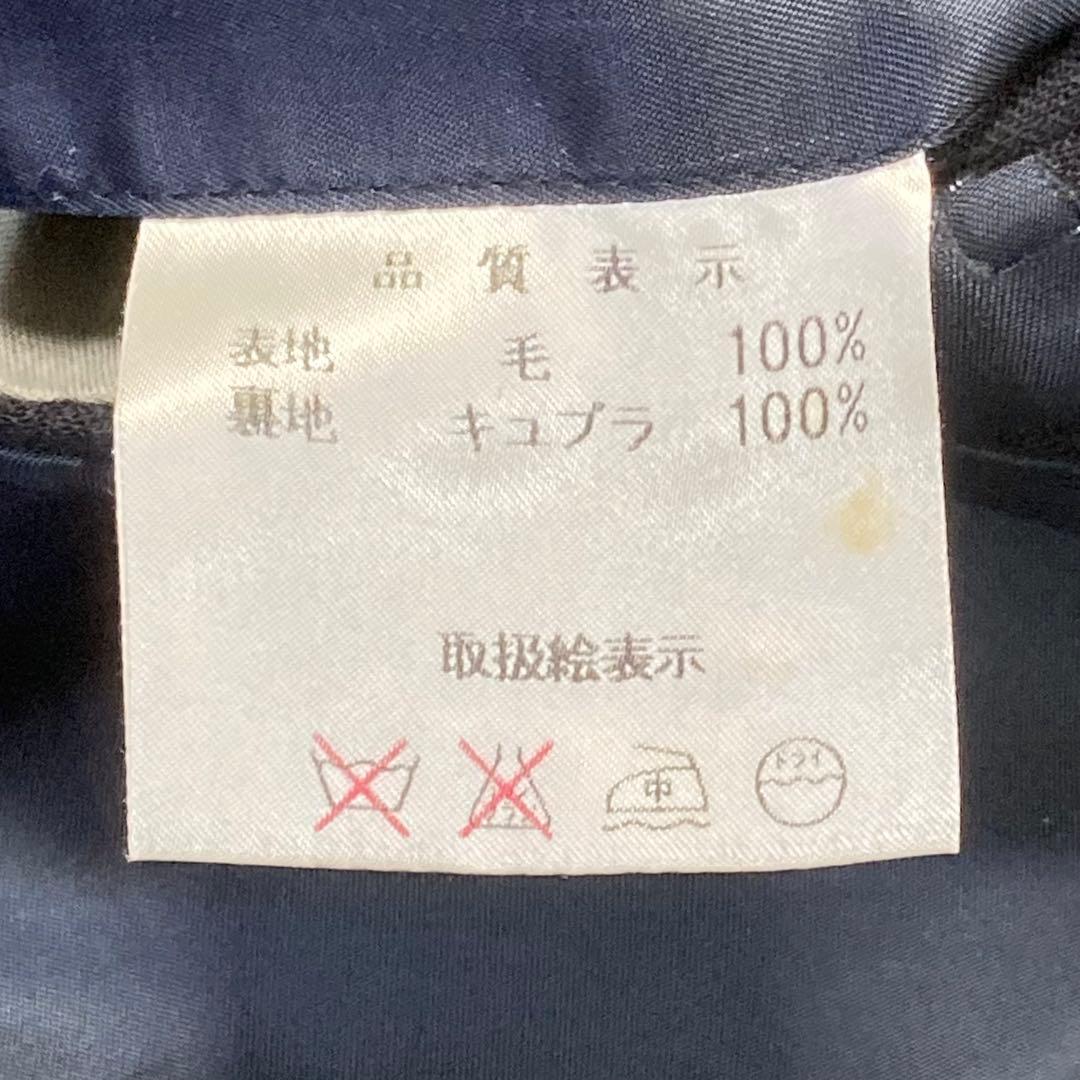 品質表示
表地 毛 100%
裏地 キュプラ 100%
取扱絵表示
中 ドライ